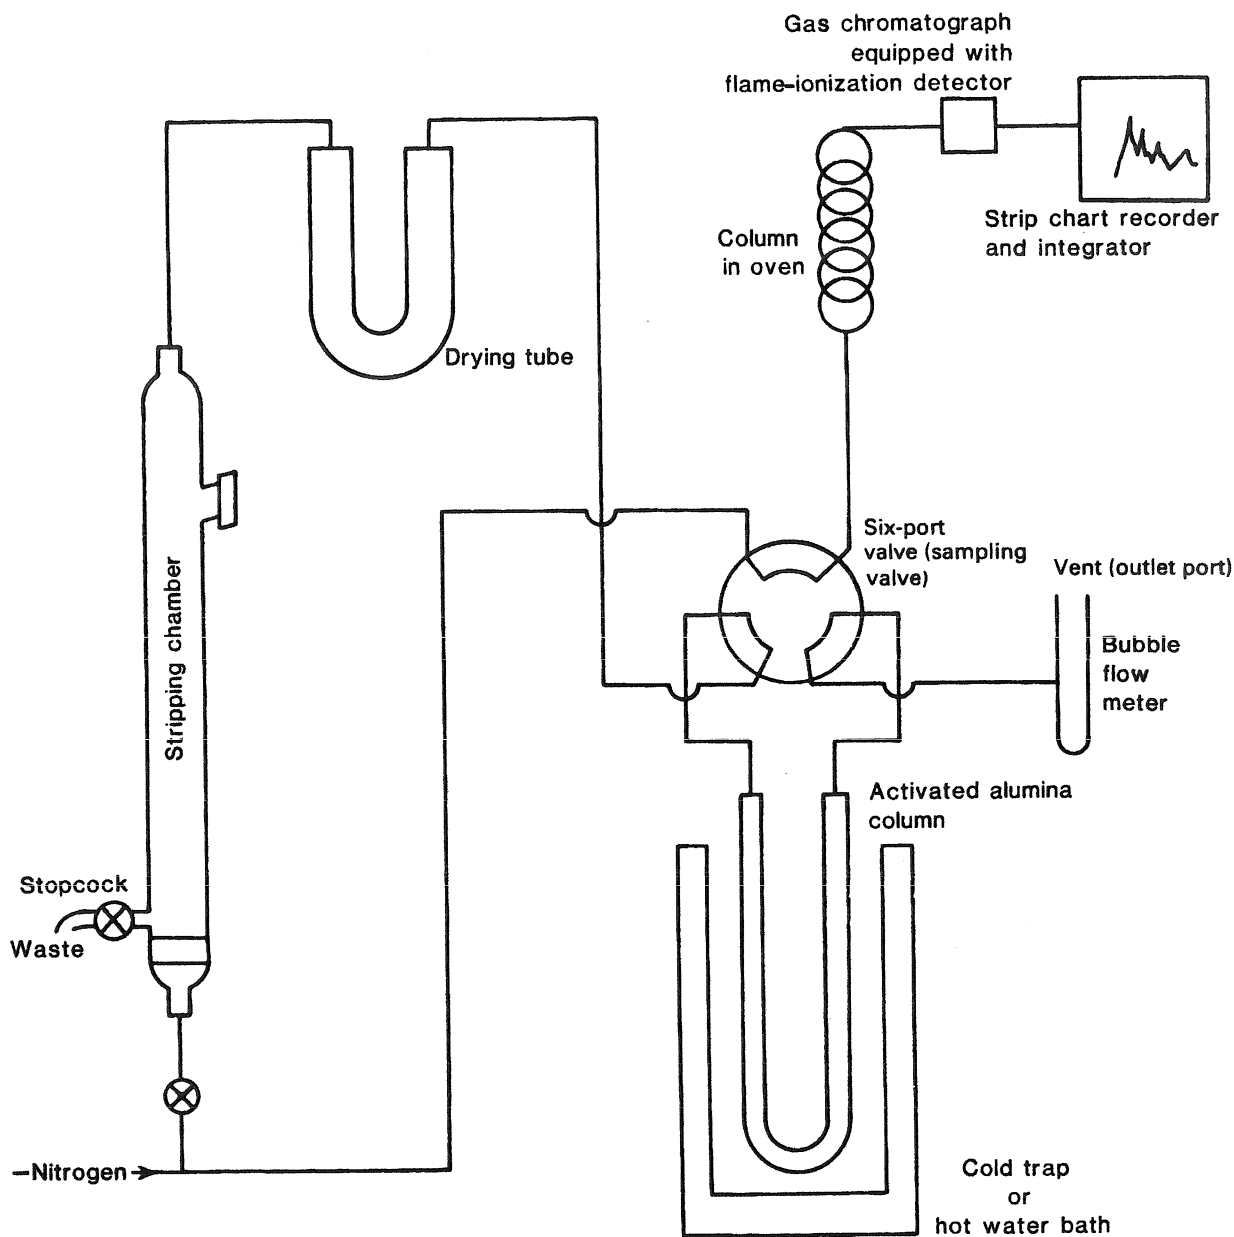 Gas chromatograph
equipped with
flame-ionization detector
Strip chart recorder
and integrator
Column
in oven
Drying tube
Six-port
valve (sampling
valve)
Vent (outlet port)
Bubble
flow
meter
Stripping chamber
Activated alumina
column
Stopcock
Waste
Nitrogen
Cold trap
or
hot water bath